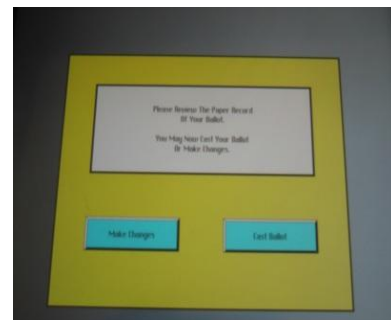 Please Review The Paper Record
Of Your Ballot.
You May Now Cast Your Ballot
Or Make Changes.
Make Changes
Cast Ballot